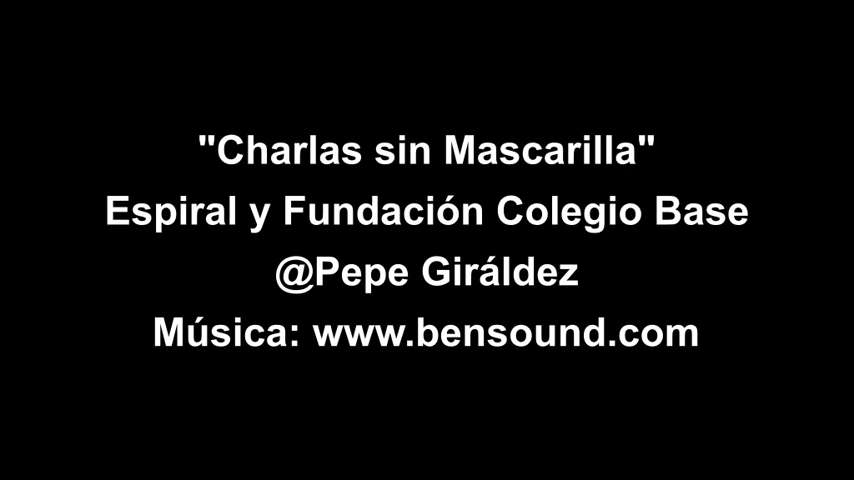 "Charlas sin Mascarilla"
Espiral y Fundación Colegio Base
@Pepe Giráldez
Música: www.bensound.com